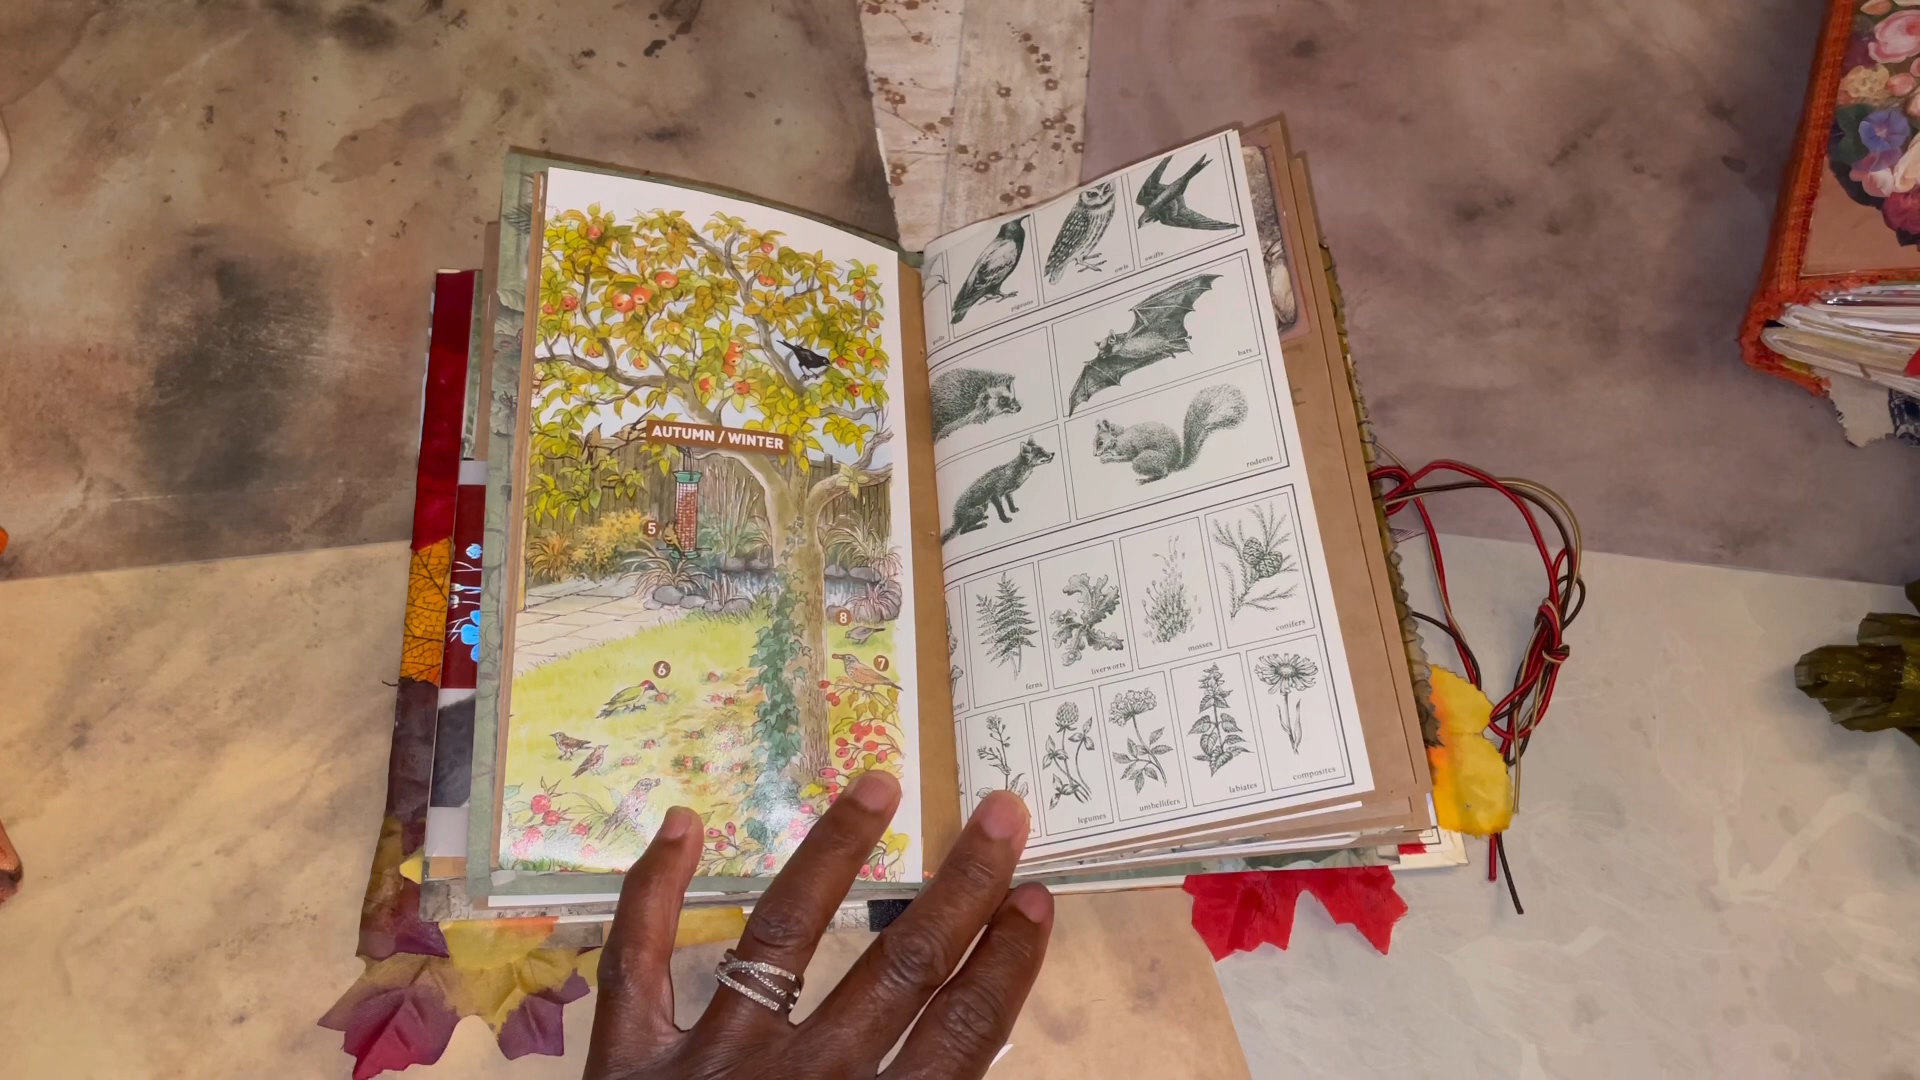 AUTUMN / WINTER
5
6
7
8
pigeons
owls
swifts
bats
rodents
ferns
liverworts
mosses
conifers
legumes
umbellifers
labiates
composites